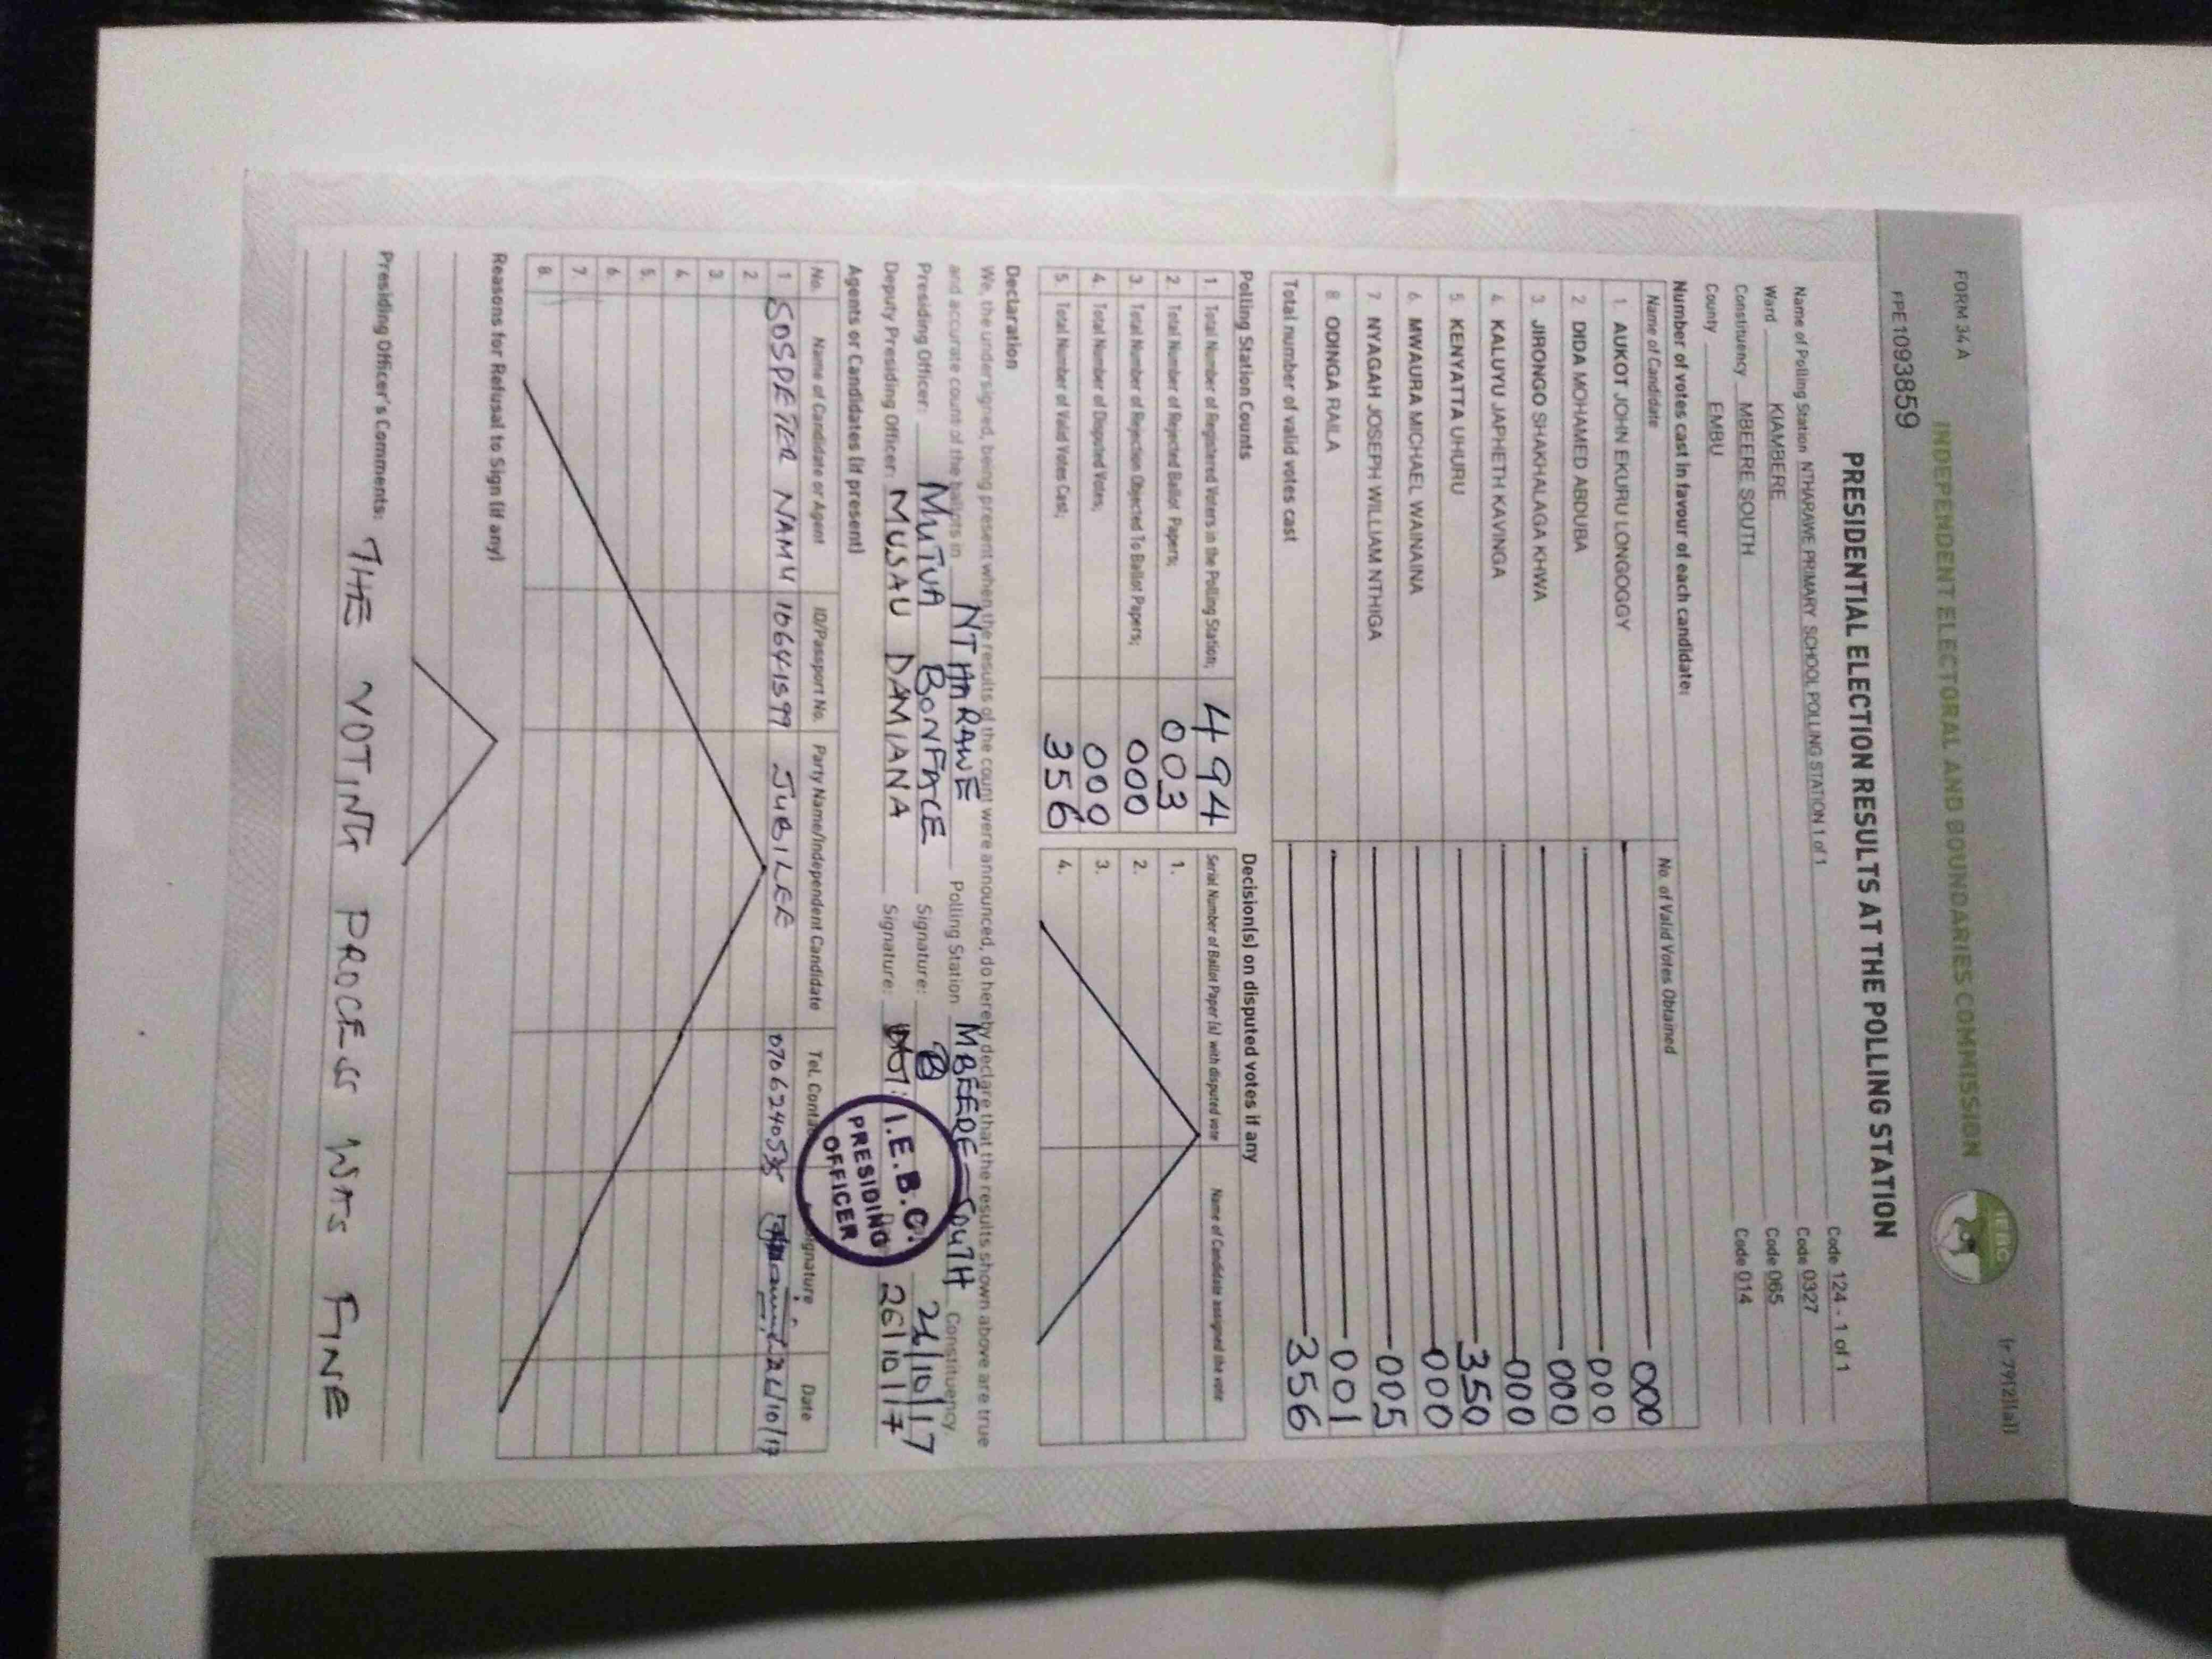 FORM 34 A
INDEPENDENT ELECTORAL AND BOUNDARIES COMMISSION
IEBC
(r 79(2)(a))
FPE1093859
PRESIDENTIAL ELECTION RESULTS AT THE POLLING STATION
Name of Polling Station NTHARAWE PRIMARY SCHOOL POLLING STATION 1 of 1 Code 124 - 1 of 1
Ward KIAMBERE Code 0327
Constituency MBEERE SOUTH Code 065
County EMBU Code 014
Number of votes cast in favour of each candidate:
Name of Candidate No. of Valid Votes Obtained
1. AUKOT JOHN EKURU LONGOGGY 000
2 DIDA MOHAMED ABDUBA 000
3. JIRONGO SHAKHALAGA KHWA 000
4. KALUYU JAPHETH KAVINGA 000
5. KENYATTA UHURU 350
6. MWAURA MICHAEL WAINAINA 000
7 NYAGAH JOSEPH WILLIAM NTHIGA 005
8 ODINGA RAILA 001
Total number of valid votes cast 356
Polling Station Counts
1 Total Number of Registered Voters in the Polling Station; 494
2. Total Number of Rejected Ballot Papers; 003
3. Total Number of Rejection Objected To Ballot Papers; 000
4. Total Number of Disputed Votes; 000
5. Total Number of Valid Votes Cast; 356
Decision(s) on disputed votes if any
Serial Number of Ballot Paper (s) with disputed vote Name of Candidate assigned the vote
1.
2.
3.
4.
Declaration
We, the undersigned, being present when the results of the count were announced, do hereby declare that the results shown above are true
and accurate count of the ballots in NTHARAWE Polling Station MBEERE-SOUTH Constituency
Presiding Officer: MUTUA BONFACE Signature: 26/10/17
Deputy Presiding Officer: MUSAU DAMIANA Signature: 26/10/17
I.E.B.C.
PRESIDING
OFFICER
Agents or Candidates (if present)
No. Name of Candidate or Agent ID/Passport No. Party Name/Independent Candidate Tel. Contact Signature Date
1 SOSPETER NAMU 10641599 JUBILEE 26/10/17
2.
3.
4.
5.
6.
7.
8.
Reasons for Refusal to Sign (if any)
Presiding Officer's Comments: THE VOTING PROCESS WAS FINE